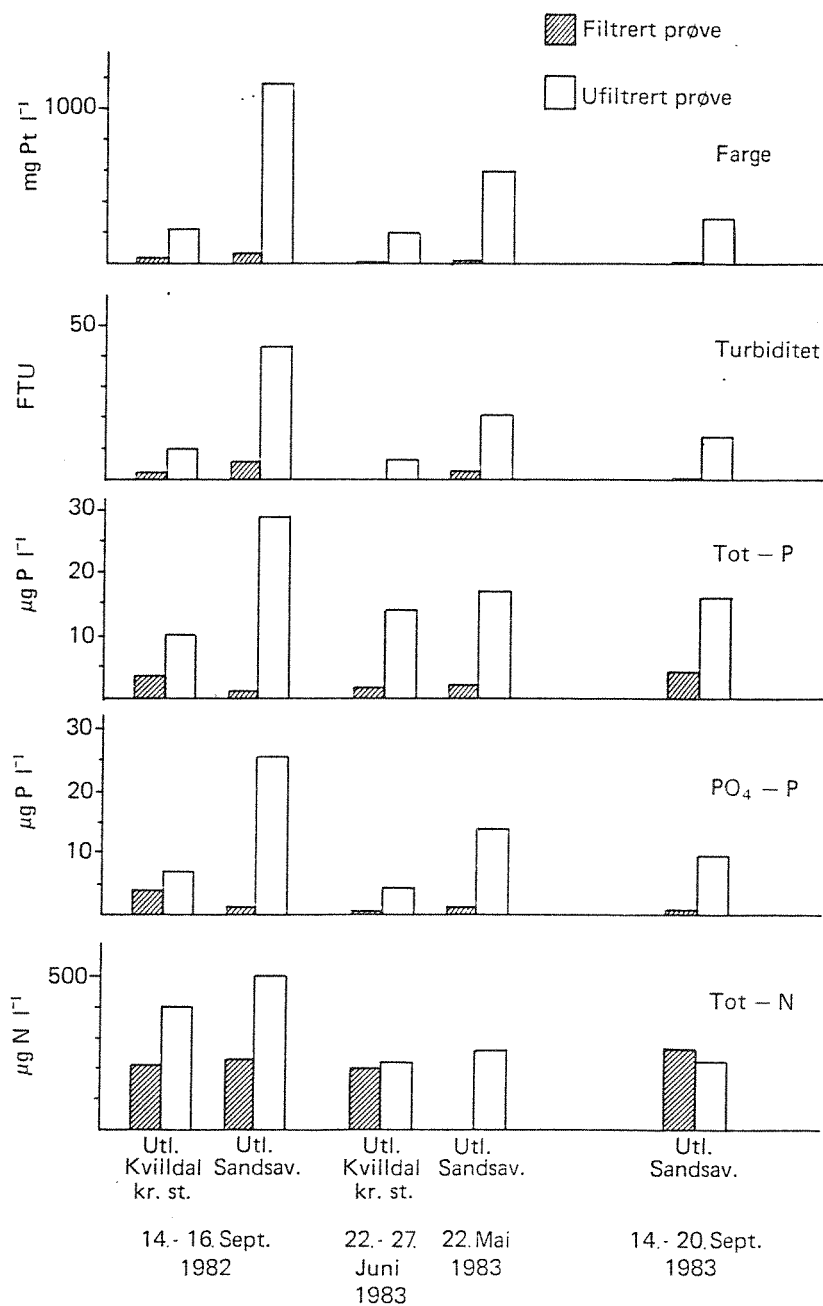 Filtrert prøve
Ufiltrert prøve
mg Pt l⁻¹
1000
Farge
FTU
50
Turbiditet
µg P l⁻¹
30
20
10
Tot – P
µg P l⁻¹
30
20
10
PO₄ – P
µg N l⁻¹
500
Tot – N
Utl. Utl. Utl. Utl. Utl.
Kvilldal Sandsav. Kvilldal Sandsav. Sandsav.
kr. st. kr. st.
14.- 16. Sept. 22.- 27. 22. Mai 14.- 20. Sept.
1982 Juni 1983 1983
1983